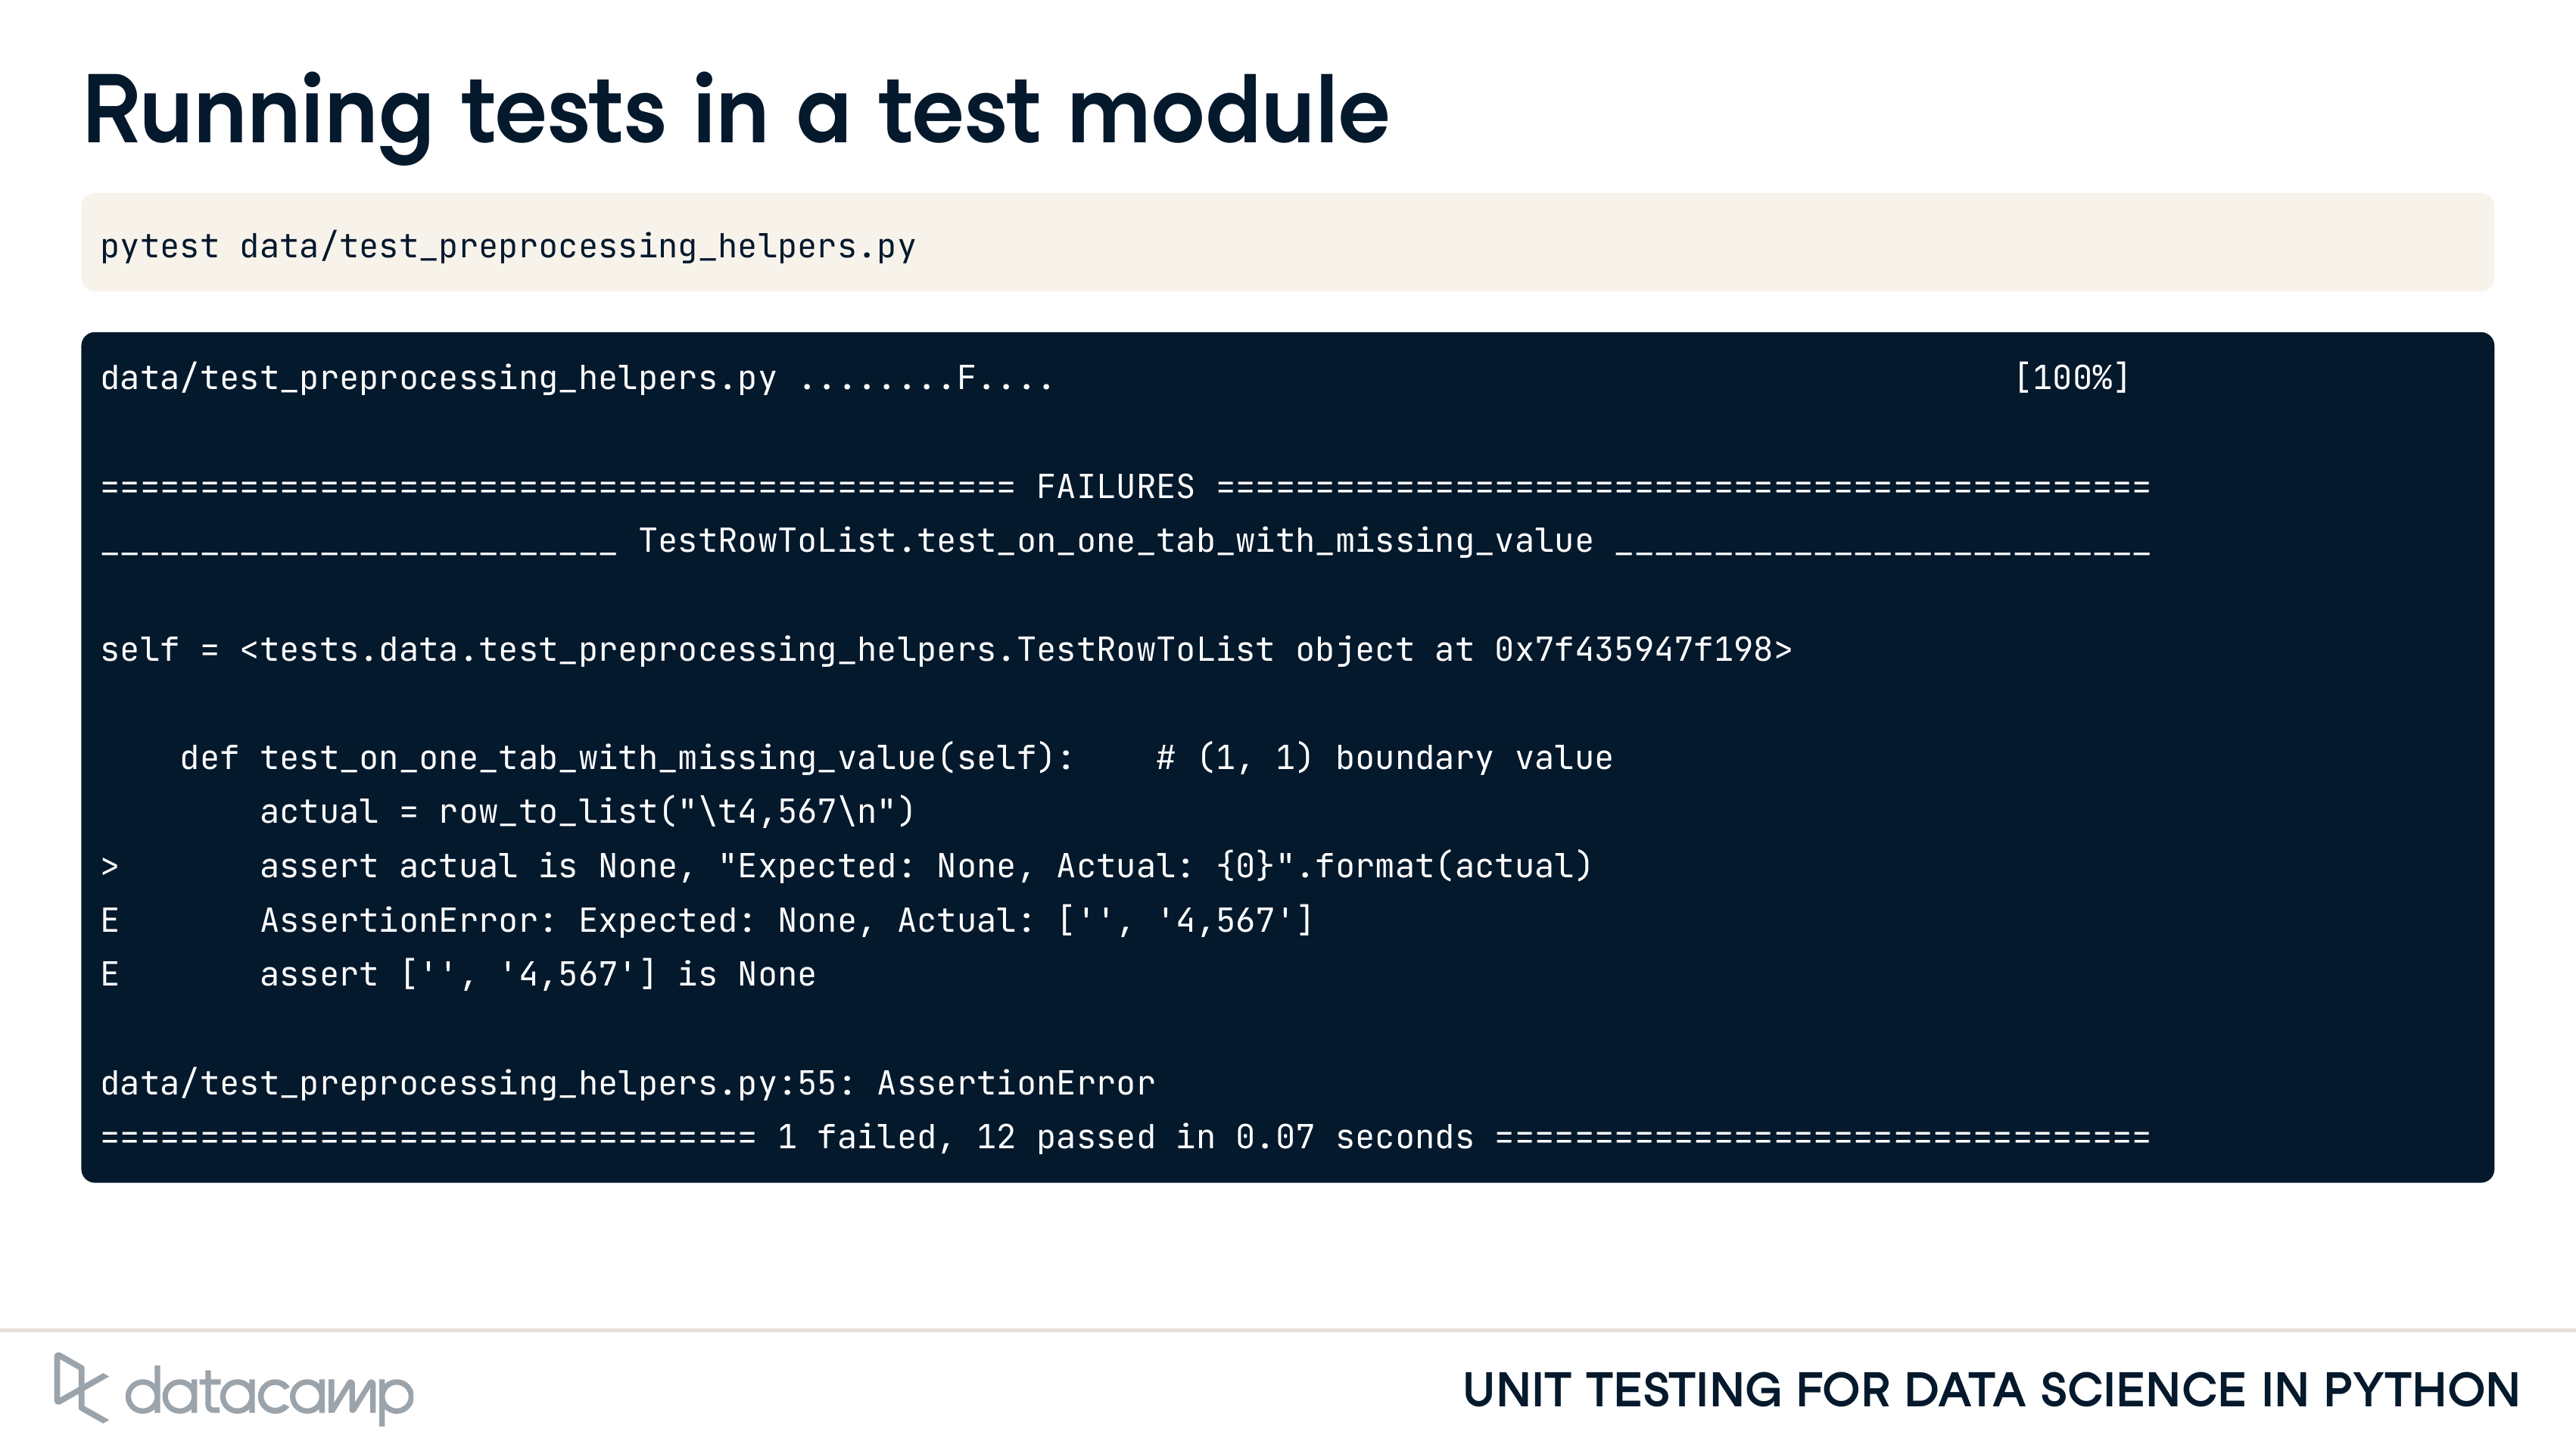 Running tests in a test module
pytest data/test_preprocessing_helpers.py
data/test_preprocessing_helpers.py ........F.... [100%]
============================================== FAILURES ===============================================
__________________________ TestRowToList.test_on_one_tab_with_missing_value ___________________________
self = <tests.data.test_preprocessing_helpers.TestRowToList object at 0x7f435947f198>
    def test_on_one_tab_with_missing_value(self):    # (1, 1) boundary value
        actual = row_to_list("\t4,567\n")
>       assert actual is None, "Expected: None, Actual: {0}".format(actual)
E       AssertionError: Expected: None, Actual: ['', '4,567']
E       assert ['', '4,567'] is None
data/test_preprocessing_helpers.py:55: AssertionError
================================= 1 failed, 12 passed in 0.07 seconds =================================
datacamp
UNIT TESTING FOR DATA SCIENCE IN PYTHON